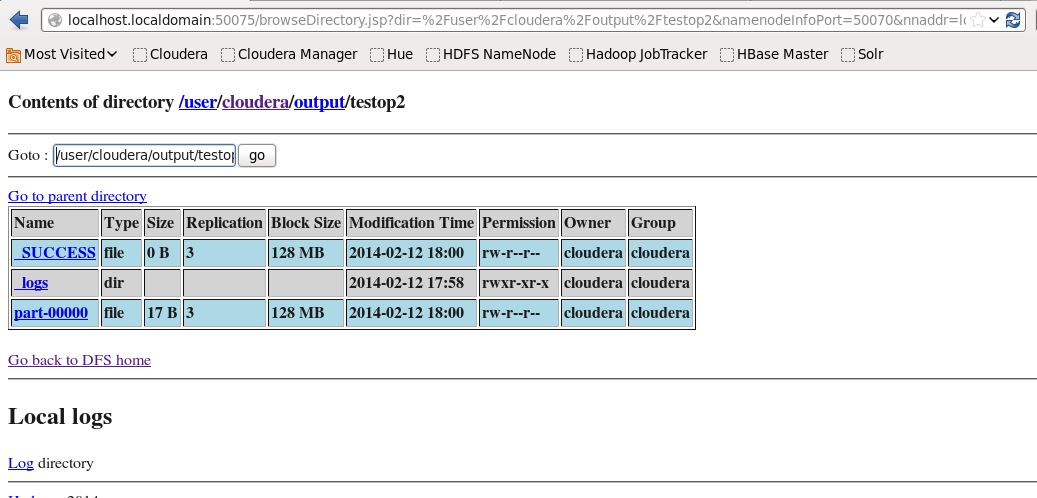 localhost.localdomain:50075/browseDirectory.jsp?dir=%2Fuser%2Fcloudera%2Foutput%2Ftestop2&namenodeInfoPort=50070&nnaddr=l
Most Visited Cloudera Cloudera Manager Hue HDFS NameNode Hadoop JobTracker HBase Master Solr
Contents of directory /user/cloudera/output/testop2
Goto : /user/cloudera/output/testop go
Go to parent directory
Name Type Size Replication Block Size Modification Time Permission Owner Group
_SUCCESS file 0 B 3 128 MB 2014-02-12 18:00 rw-r--r-- cloudera cloudera
_logs dir 2014-02-12 17:58 rwxr-xr-x cloudera cloudera
part-00000 file 17 B 3 128 MB 2014-02-12 18:00 rw-r--r-- cloudera cloudera
Go back to DFS home
Local logs
Log directory
2014